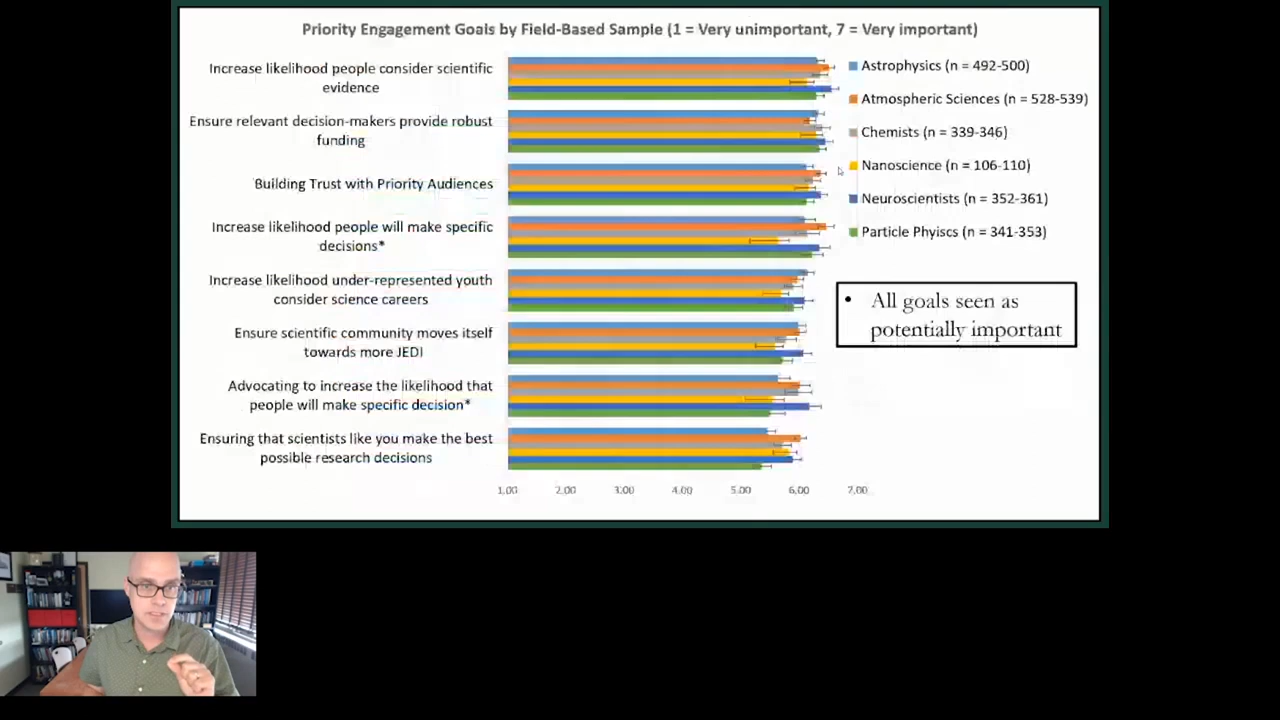 Priority Engagement Goals by Field-Based Sample (1 = Very unimportant, 7 = Very important)
Increase likelihood people consider scientific
evidence
Ensure relevant decision-makers provide robust
funding
Building Trust with Priority Audiences
Increase likelihood people will make specific
decisions*
Increase likelihood under-represented youth
consider science careers
Ensure scientific community moves itself
towards more JEDI
Advocating to increase the likelihood that
people will make specific decision*
Ensuring that scientists like you make the best
possible research decisions
1.00 2.00 3.00 4.00 5.00 6.00 7.00
Astrophysics (n = 492-500)
Atmospheric Sciences (n = 528-539)
Chemists (n = 339-346)
Nanoscience (n = 106-110)
Neuroscientists (n = 352-361)
Particle Phyiscs (n = 341-353)
• All goals seen as
potentially important